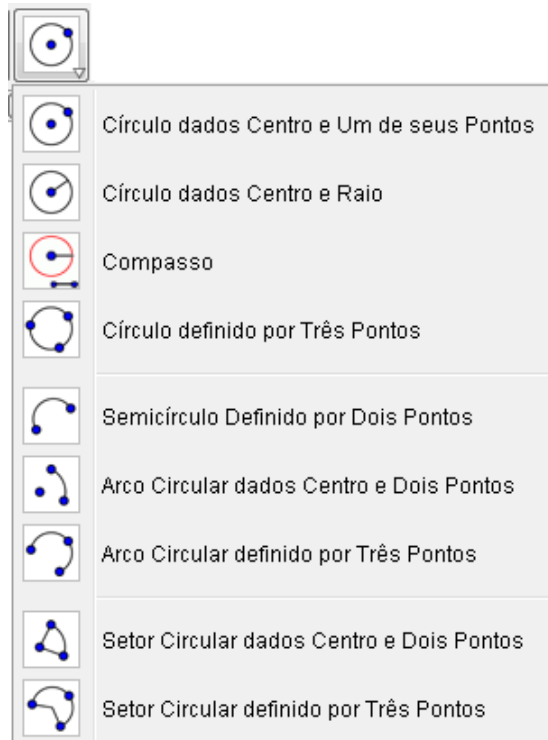 Círculo dados Centro e Um de seus Pontos
Círculo dados Centro e Raio
Compasso
Círculo definido por Três Pontos
Semicírculo Definido por Dois Pontos
Arco Circular dados Centro e Dois Pontos
Arco Circular definido por Três Pontos
Setor Circular dados Centro e Dois Pontos
Setor Circular definido por Três Pontos